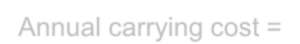 Annual carrying cost =